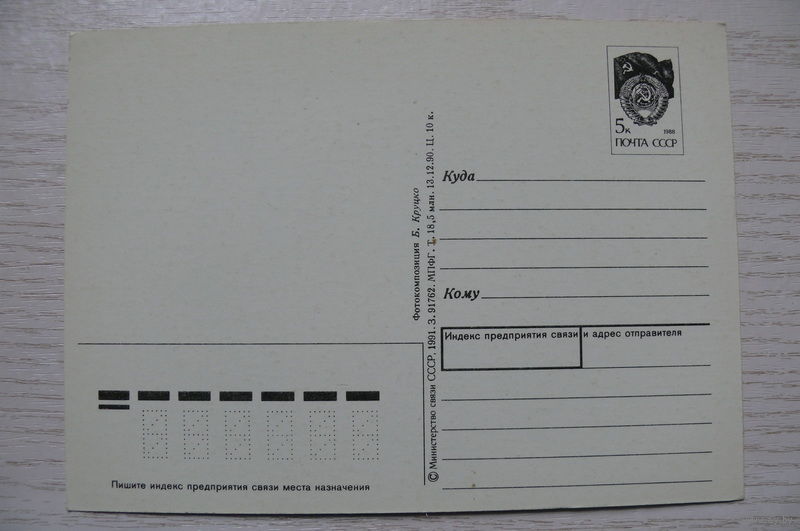 5к 1988
ПОЧТА СССР
Куда
Кому
Индекс предприятия связи и адрес отправителя
Фотокомпозиция Б. Круцко
© Министерство связи СССР, 1991. З. 91762. МПФГ. Т. 18,5 млн. 13.12.90. Ц. 10 к.
Пишите индекс предприятия связи места назначения